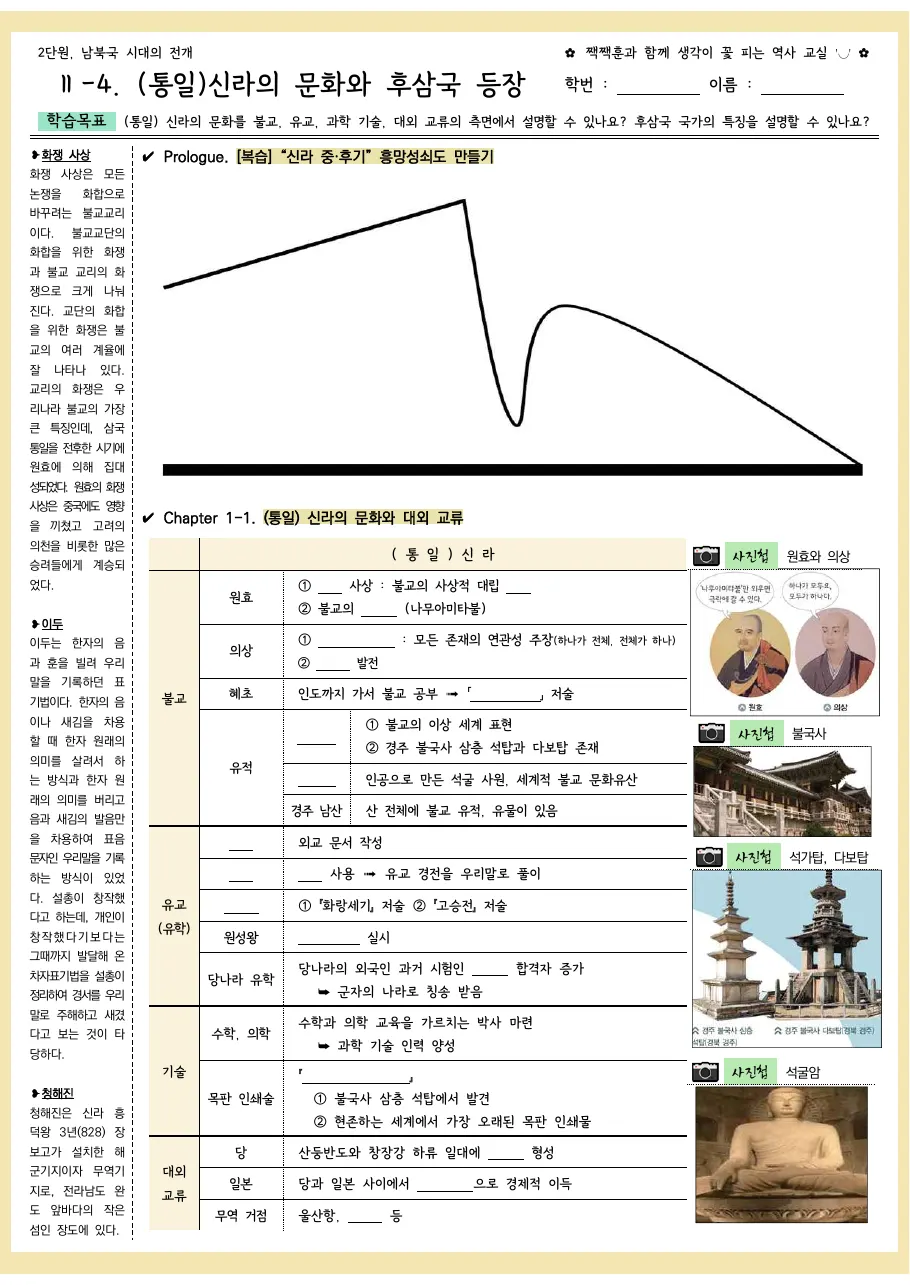 2단원. 남북국 시대의 전개
✿ 짹짹훈과 함께 생각이 꽃 피는 역사 교실 '◡' ✿
Ⅱ-4. (통일)신라의 문화와 후삼국 등장
학번 : ________ 이름 : ________
학습목표 (통일) 신라의 문화를 불교, 유교, 과학 기술, 대외 교류의 측면에서 설명할 수 있나요? 후삼국 국가의 특징을 설명할 수 있나요?
❥화쟁 사상
화쟁 사상은 모든
논쟁을 화합으로
바꾸려는 불교교리
이다. 불교교단의
화합을 위한 화쟁
과 불교 교리의 화
쟁으로 크게 나눠
진다. 교단의 화합
을 위한 화쟁은 불
교의 여러 계율에
잘 나타나 있다.
교리의 화쟁은 우
리나라 불교의 가장
큰 특징인데, 삼국
통일을 전후한 시기에
원효에 의해 집대
성되었다. 원효의 화쟁
사상은 중국에도 영향
을 끼쳤고 고려의
의천을 비롯한 많은
승려들에게 계승되
었다.
❥이두
이두는 한자의 음
과 훈을 빌려 우리
말을 기록하던 표
기법이다. 한자의 음
이나 새김을 차용
할 때 한자 원래의
의미를 살려서 하
는 방식과 한자 원
래의 의미를 버리고
음과 새김의 발음만
을 차용하여 표음
문자인 우리말을 기록
하는 방식이 있었
다. 설총이 창작했
다고 하는데, 개인이
창작했다기보다는
그때까지 발달해 온
차자표기법을 설총이
정리하여 경서를 우리
말로 주해하고 새겼
다고 보는 것이 타
당하다.
❥청해진
청해진은 신라 흥
덕왕 3년(828) 장
보고가 설치한 해
군기지이자 무역기
지로, 전라남도 완
도 앞바다의 작은
섬인 장도에 있다.
✔ Prologue. [복습] “신라 중·후기” 흥망성쇠도 만들기
✔ Chapter 1-1. (통일) 신라의 문화와 대외 교류
( 통 일 ) 신 라
불교
원효
① ___ 사상 : 불교의 사상적 대립 ___
② 불교의 _____ (나무아미타불)
의상
① __________ : 모든 존재의 연관성 주장(하나가 전체, 전체가 하나)
② _____ 발전
혜초
인도까지 가서 불교 공부 ➞ 『_________』 저술
유적
_____
① 불교의 이상 세계 표현
② 경주 불국사 삼층 석탑과 다보탑 존재
_____
인공으로 만든 석굴 사원, 세계적 불교 문화유산
경주 남산
산 전체에 불교 유적, 유물이 있음
유교
(유학)
___
외교 문서 작성
___
___ 사용 ➞ 유교 경전을 우리말로 풀이
_____
① 『화랑세기』 저술 ② 『고승전』 저술
원성왕
________ 실시
당나라 유학
당나라의 외국인 과거 시험인 _____ 합격자 증가
➥ 군자의 나라로 칭송 받음
기술
수학, 의학
수학과 의학 교육을 가르치는 박사 마련
➥ 과학 기술 인력 양성
목판 인쇄술
『______________』
① 불국사 삼층 석탑에서 발견
② 현존하는 세계에서 가장 오래된 목판 인쇄물
대외
교류
당
산둥반도와 창장강 하류 일대에 _____ 형성
일본
당과 일본 사이에서 ________으로 경제적 이득
무역 거점
울산항, _____ 등
사진첩 원효와 의상
'나무아미타불'만 외우면
극락에 갈 수 있다.
하나가 모두요,
모두가 하나다.
원효
의상
사진첩 불국사
사진첩 석가탑, 다보탑
경주 불국사 삼층
석탑(경북 경주)
경주 불국사 다보탑(경북 경주)
사진첩 석굴암